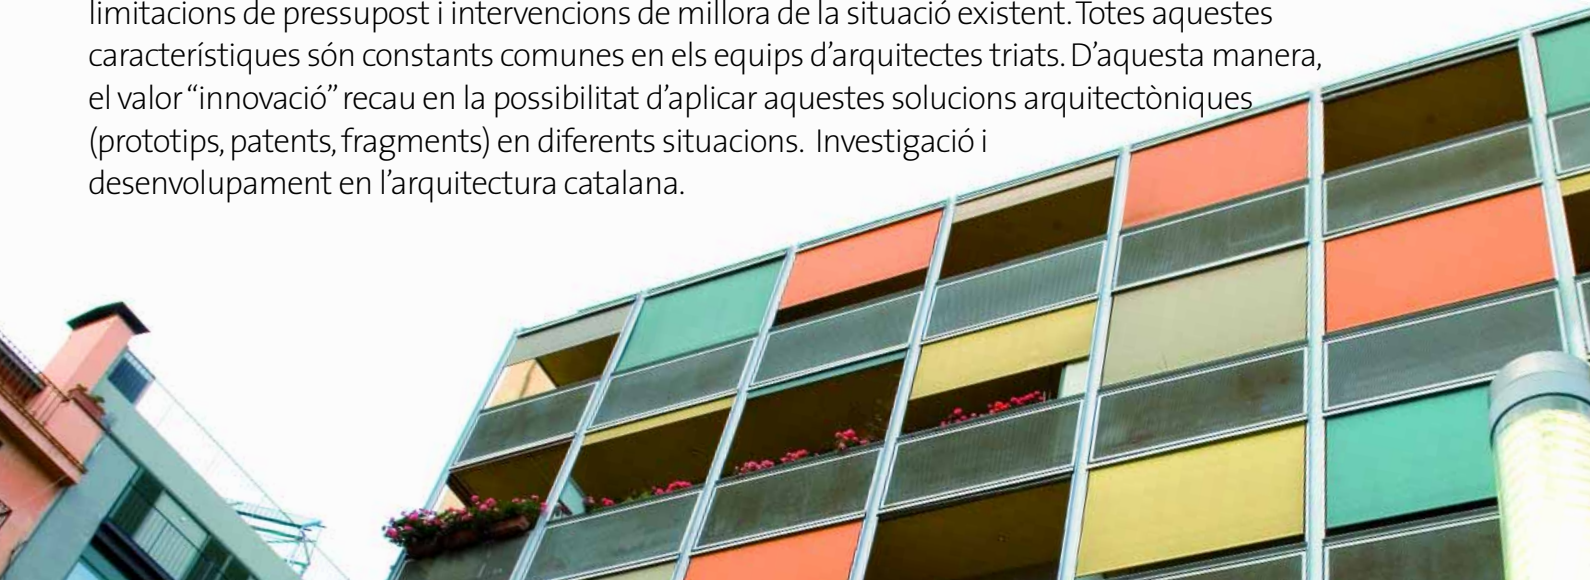 limitacions de pressupost i intervencions de millora de la situació existent. Totes aquestes
característiques són constants comunes en els equips d’arquitectes triats. D’aquesta manera,
el valor “innovació” recau en la possibilitat d’aplicar aquestes solucions arquitectòniques
(prototips, patents, fragments) en diferents situacions. Investigació i
desenvolupament en l’arquitectura catalana.